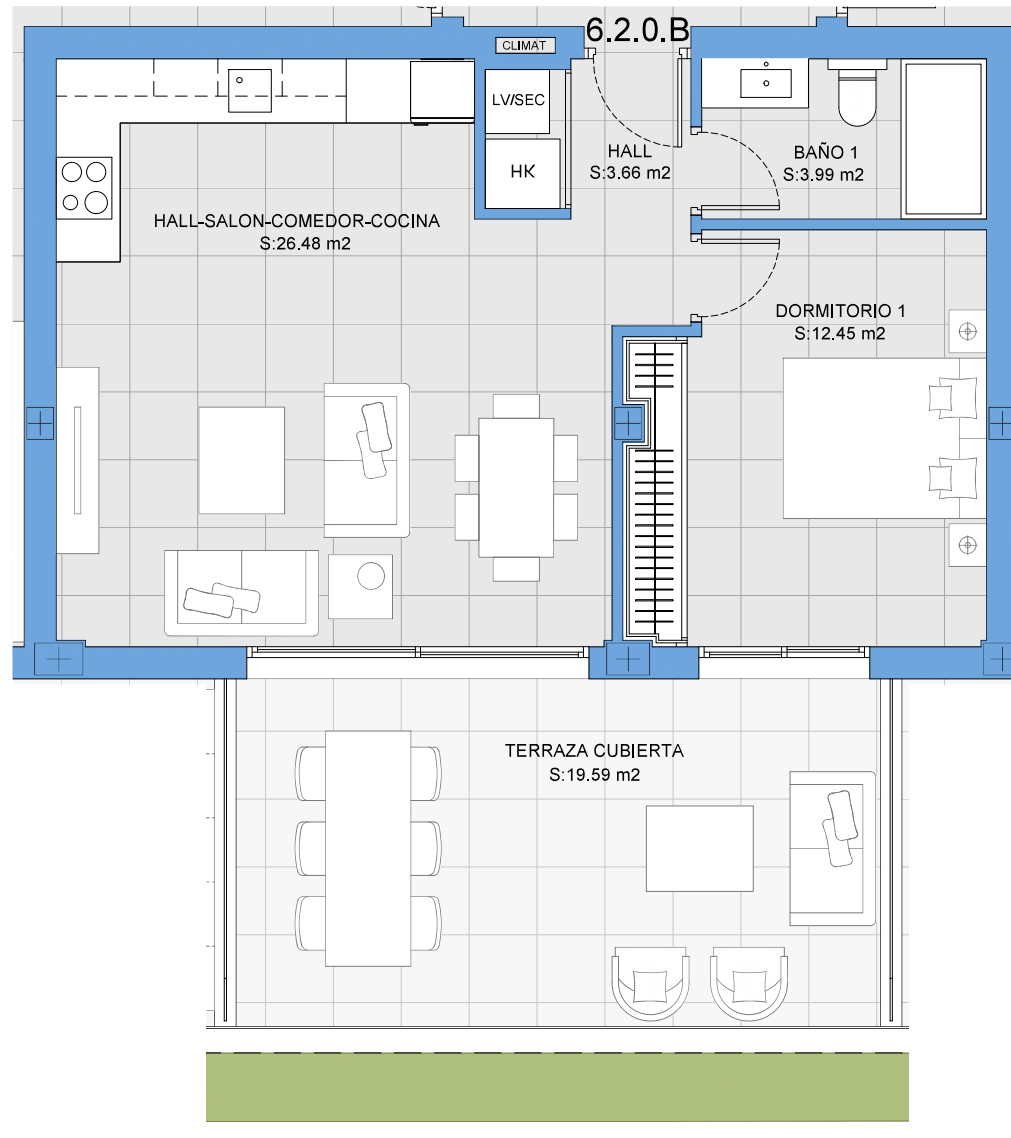 6.2.0.B
CLIMAT
LV/SEC
HK
HALL
S:3.66 m2
BAÑO 1
S:3.99 m2
HALL-SALON-COMEDOR-COCINA
S:26.48 m2
DORMITORIO 1
S:12.45 m2
TERRAZA CUBIERTA
S:19.59 m2